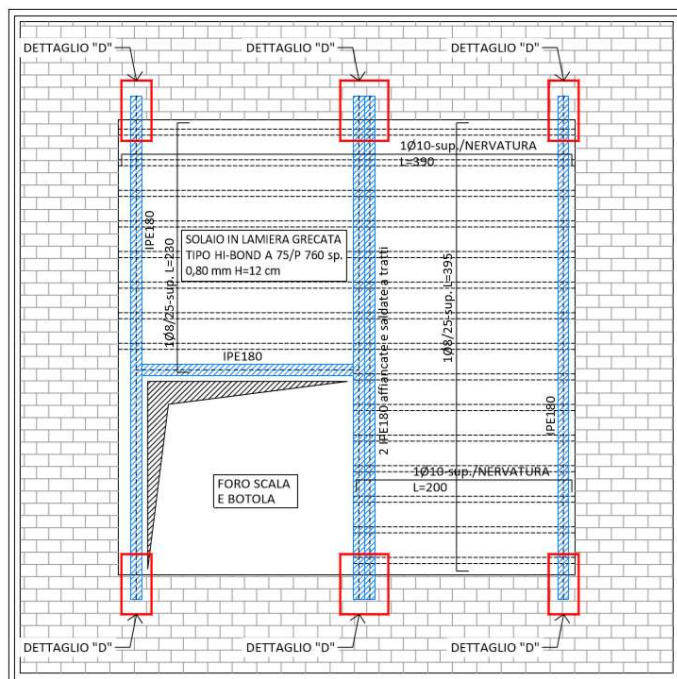 DETTAGLIO "D"
DETTAGLIO "D"
DETTAGLIO "D"
1Ø10-sup./NERVATURA
L=390
IPE180
1Ø8/25-sup. L=230
SOLAIO IN LAMIERA GRECATA
TIPO HI-BOND A 75/P 760 sp.
0,80 mm H=12 cm
2 IPE180 affiancate e saldate a tratti
1Ø8/25-sup. L=395
IPE180
IPE180
1Ø10-sup./NERVATURA
L=200
FORO SCALA
E BOTOLA
DETTAGLIO "D"
DETTAGLIO "D"
DETTAGLIO "D"